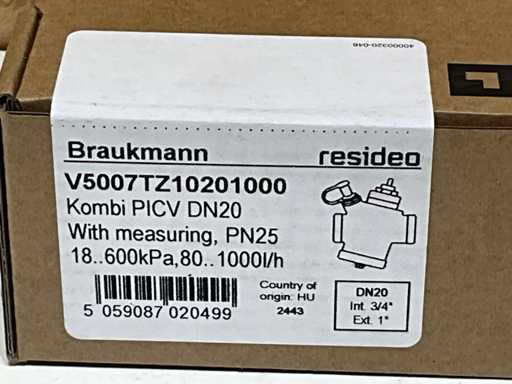 40000320-046
Braukmann resideo
V5007TZ10201000
Kombi PICV DN20
With measuring, PN25
18..600kPa,80..1000l/h
Country of
origin: HU
2443
5 059087 020499
DN20
Int. 3/4"
Ext. 1"